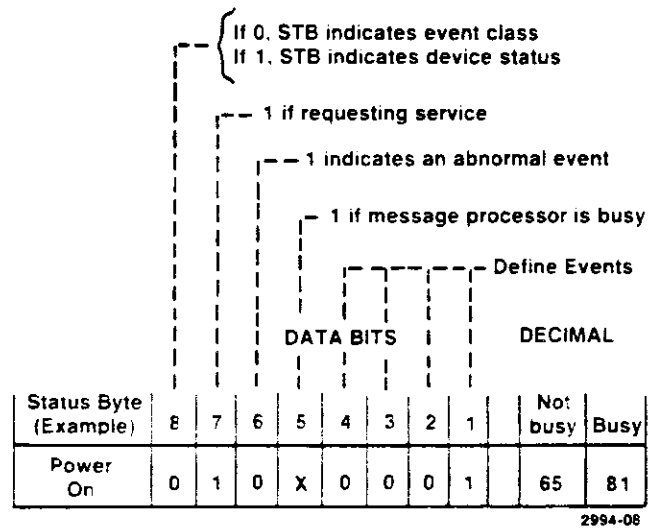 If 0, STB indicates event class
If 1, STB indicates device status
1 if requesting service
1 indicates an abnormal event
1 if message processor is busy
Define Events
DATA BITS DECIMAL
Status Byte (Example) 8 7 6 5 4 3 2 1 Not busy Busy
Power On 0 1 0 X 0 0 0 1 65 81
2994-08